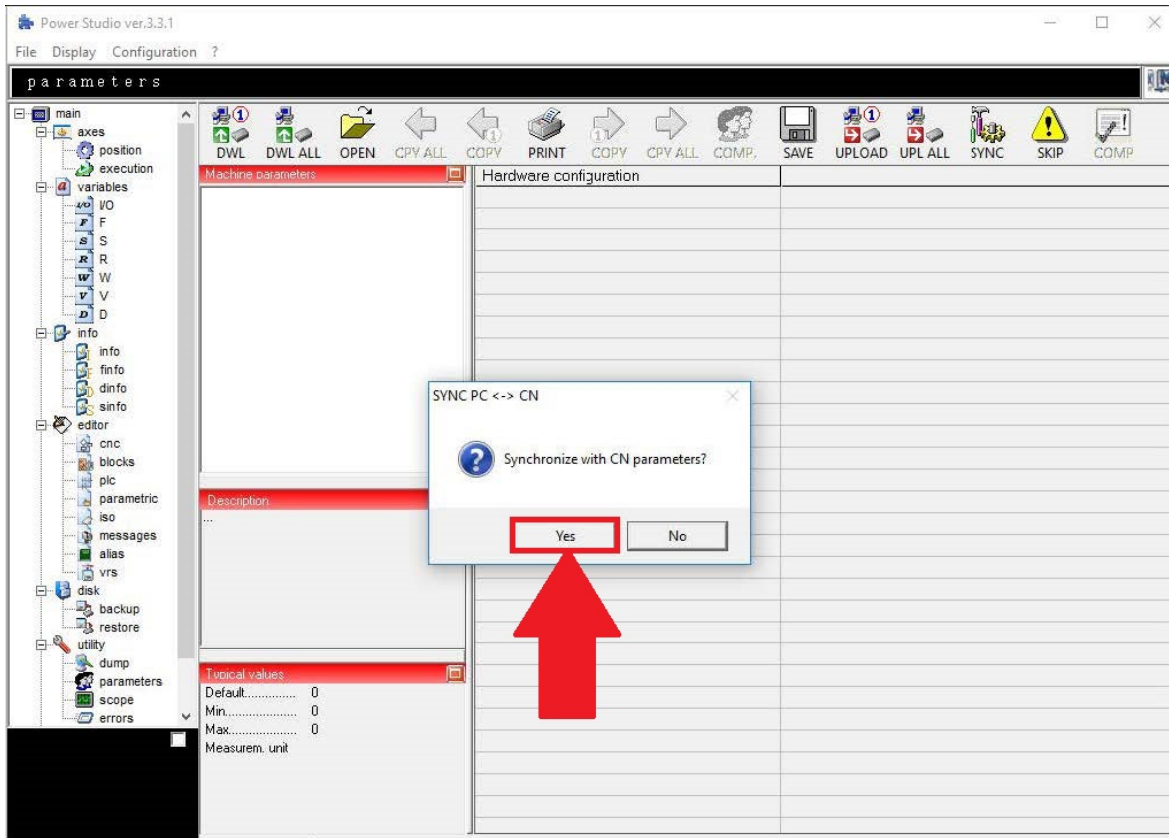 Power Studio ver.3.3.1
File Display Configuration ?
parameters
main
axes
position
execution
variables
I/O I/O
F F
S S
R R
W W
V V
D D
info
info
finfo
dinfo
sinfo
editor
cnc
blocks
plc
parametric
iso
messages
alias
vrs
disk
backup
restore
utility
dump
parameters
scope
errors
DWL DWL ALL OPEN CPY ALL COPY PRINT COPY CPY ALL COMP. SAVE UPLOAD UPL ALL SYNC SKIP COMP
Machine parameters
Hardware configuration
Description
...
Typical values
Default.............. 0
Min..................... 0
Max.................... 0
Measurem. unit
SYNC PC <-> CN
Synchronize with CN parameters?
Yes No